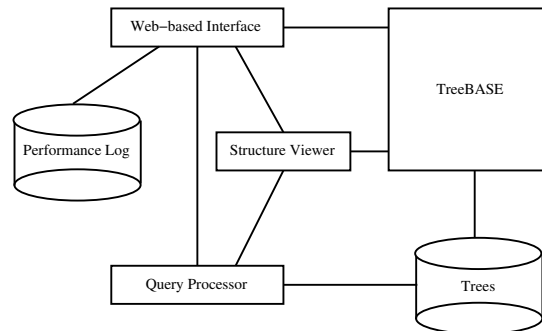 Web−based Interface
TreeBASE
Performance Log
Structure Viewer
Query Processor
Trees